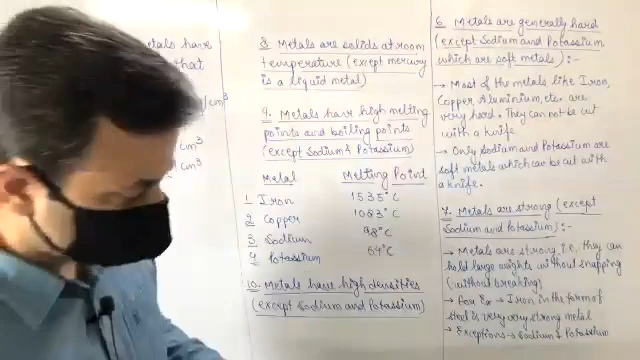 metals have
that
/cm³
cm³
cm³
8. Metals are solids at room
temperature (except mercury
is a liquid metal)
9. Metals have high melting
points and boiling points
(except Sodium & Potassium)
Metal Melting Point
1 Iron 1535°C
2 Copper 1083°C
3 Sodium 98°C
4 Potassium 64°C
10. Metals have high densities
(except Sodium and Potassium)
6. Metals are generally hard
(except Sodium and Potassium
which are soft metals) :-
• Most of the metals like Iron,
Copper, Aluminium, etc. are
very hard. They can not be cut
with a knife.
→ Only Sodium and Potassium are
soft metals which can be cut with
a knife.
7. Metals are strong (except
Sodium and Potassium) :-
→ Metals are strong i.e, they can
hold large weights without snapping
(without breaking)
→ For Ex → Iron in the form of
steel is very very strong metal
→ Exceptions → Sodium & Potassium